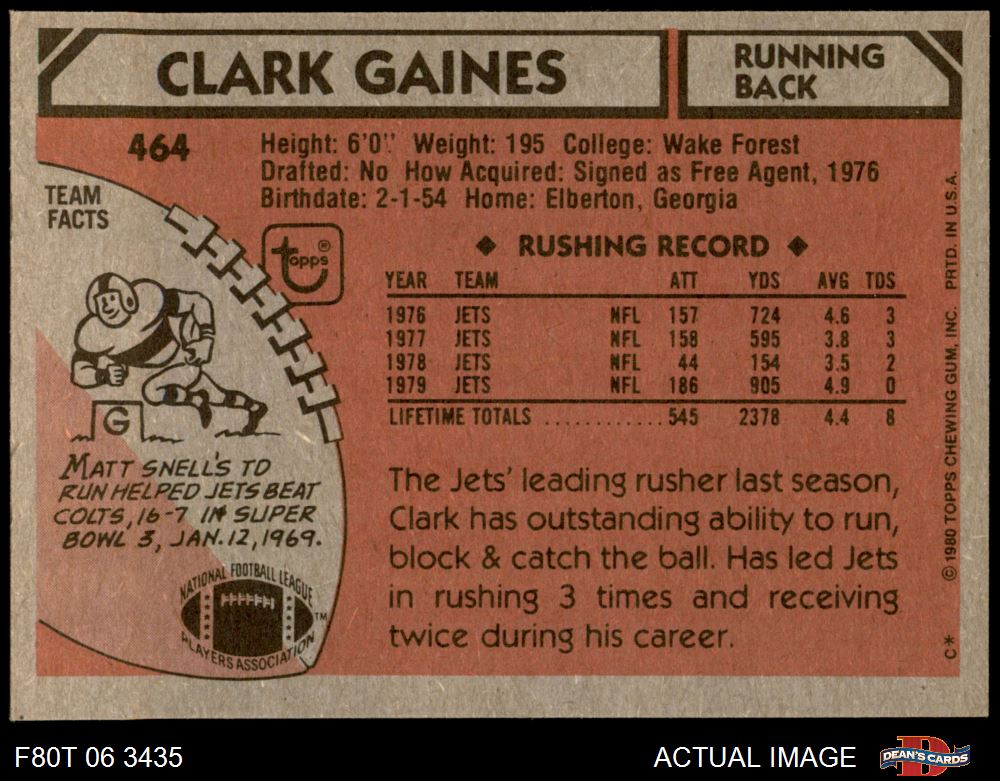 CLARK GAINES
RUNNING
BACK
464
Height: 6'0" Weight: 195 College: Wake Forest
Drafted: No How Acquired: Signed as Free Agent, 1976
Birthdate: 2-1-54 Home: Elberton, Georgia
TEAM
FACTS
topps®
◆ RUSHING RECORD ◆
YEAR TEAM ATT YDS AVG TDS
1976 JETS NFL 157 724 4.6 3
1977 JETS NFL 158 595 3.8 3
1978 JETS NFL 44 154 3.5 2
1979 JETS NFL 186 905 4.9 0
LIFETIME TOTALS ............ 545 2378 4.4 8
G
MATT SNELL'S TD
RUN HELPED JETS BEAT
COLTS, 16-7 IN SUPER
BOWL 3, JAN. 12, 1969.
The Jets' leading rusher last season,
Clark has outstanding ability to run,
block & catch the ball. Has led Jets
in rushing 3 times and receiving
twice during his career.
NATIONAL FOOTBALL LEAGUE
PLAYERS ASSOCIATION
TM
C* © 1980 TOPPS CHEWING GUM, INC. PRTD. IN U.S.A.
F80T 06 3435
ACTUAL IMAGE
DEAN'S CARDS